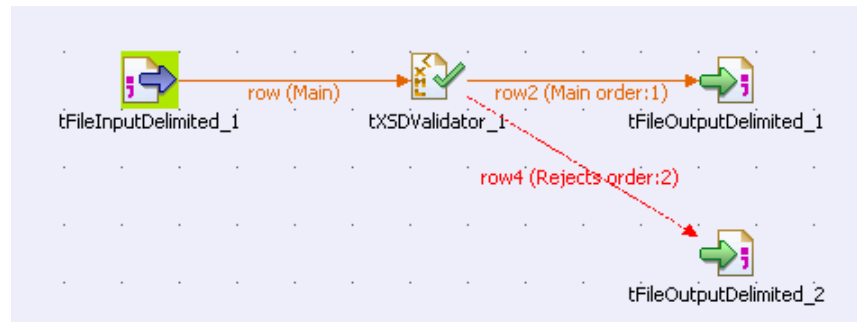 row (Main)
row2 (Main order:1)
tFileInputDelimited_1
tXSDValidator_1
tFileOutputDelimited_1
row4 (Rejects order:2)
tFileOutputDelimited_2